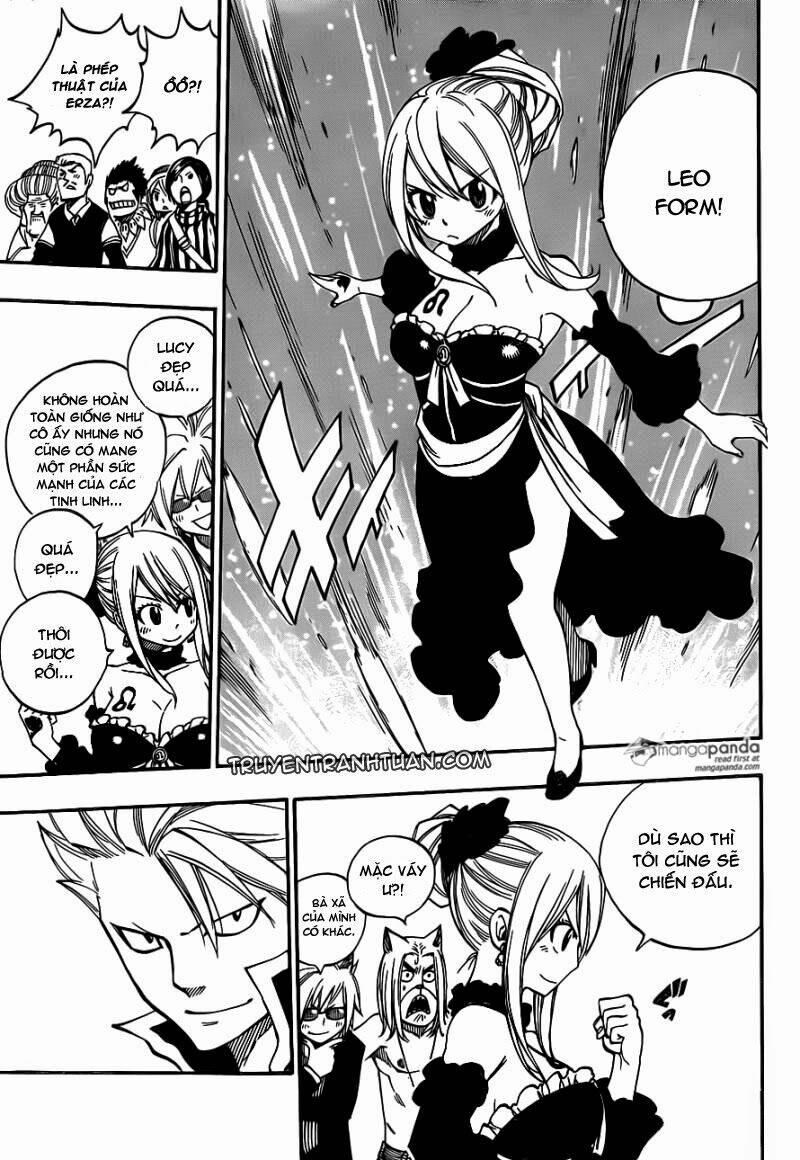 LEO
FORM!
LÀ PHÉP
THUẬT CỦA
ERZA?!
ỒỒ?!
LUCY
ĐẸP
QUÁ...
KHÔNG HOÀN
TOÀN GIỐNG NHƯ
CÔ ẤY NHƯNG NÓ
CŨNG CÓ MANG
MỘT PHẦN SỨC
MẠNH CỦA CÁC
TINH LINH...
QUÁ
ĐẸP...
THÔI
ĐƯỢC
RỒI...
TRUYENTRANHTUAN.COM
mangapanda
read first at
mangapanda.com
DÙ SAO THÌ
TÔI CŨNG SẼ
CHIẾN ĐẤU.
MẶC VÁY
Ư?!
BÀ XÃ
CỦA MÌNH
CÓ KHÁC.